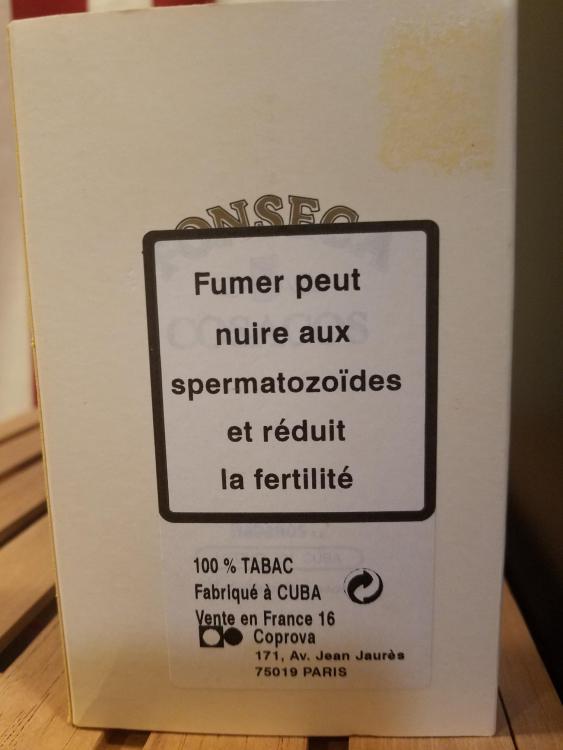 ONSEC
Fumer peut
nuire aux
spermatozoïdes
et réduit
la fertilité
100 % TABAC
Fabriqué à CUBA
Vente en France 16
Coprova
171, Av. Jean Jaurès
75019 PARIS